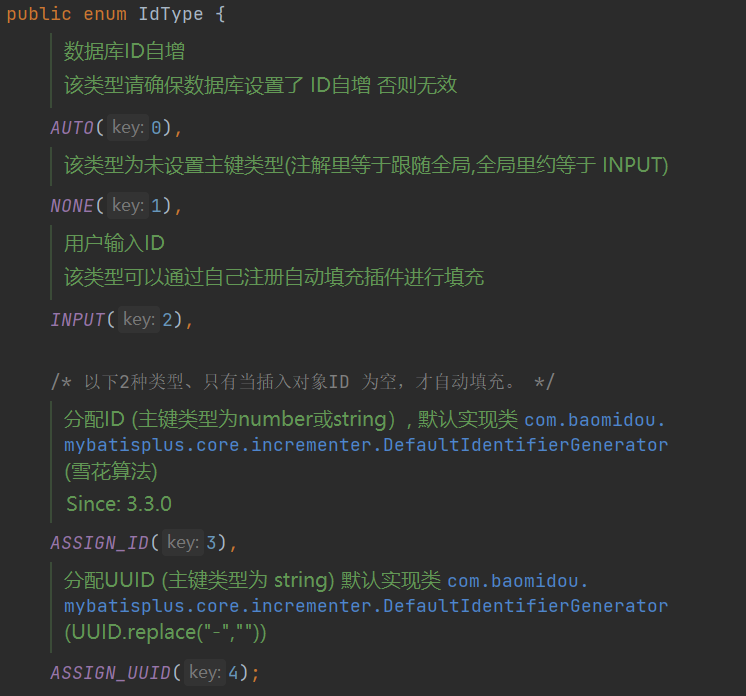 public enum IdType {
数据库ID自增
该类型请确保数据库设置了 ID自增 否则无效
AUTO( key: 0),
该类型为未设置主键类型(注解里等于跟随全局,全局里约等于 INPUT)
NONE( key: 1),
用户输入ID
该类型可以通过自己注册自动填充插件进行填充
INPUT( key: 2),
/* 以下2种类型、只有当插入对象ID 为空，才自动填充。 */
分配ID (主键类型为number或string）, 默认实现类 com.baomidou.
mybatisplus.core.incrementer.DefaultIdentifierGenerator
(雪花算法)
Since: 3.3.0
ASSIGN_ID( key: 3),
分配UUID (主键类型为 string) 默认实现类 com.baomidou.
mybatisplus.core.incrementer.DefaultIdentifierGenerator
(UUID.replace("-",""))
ASSIGN_UUID( key: 4);